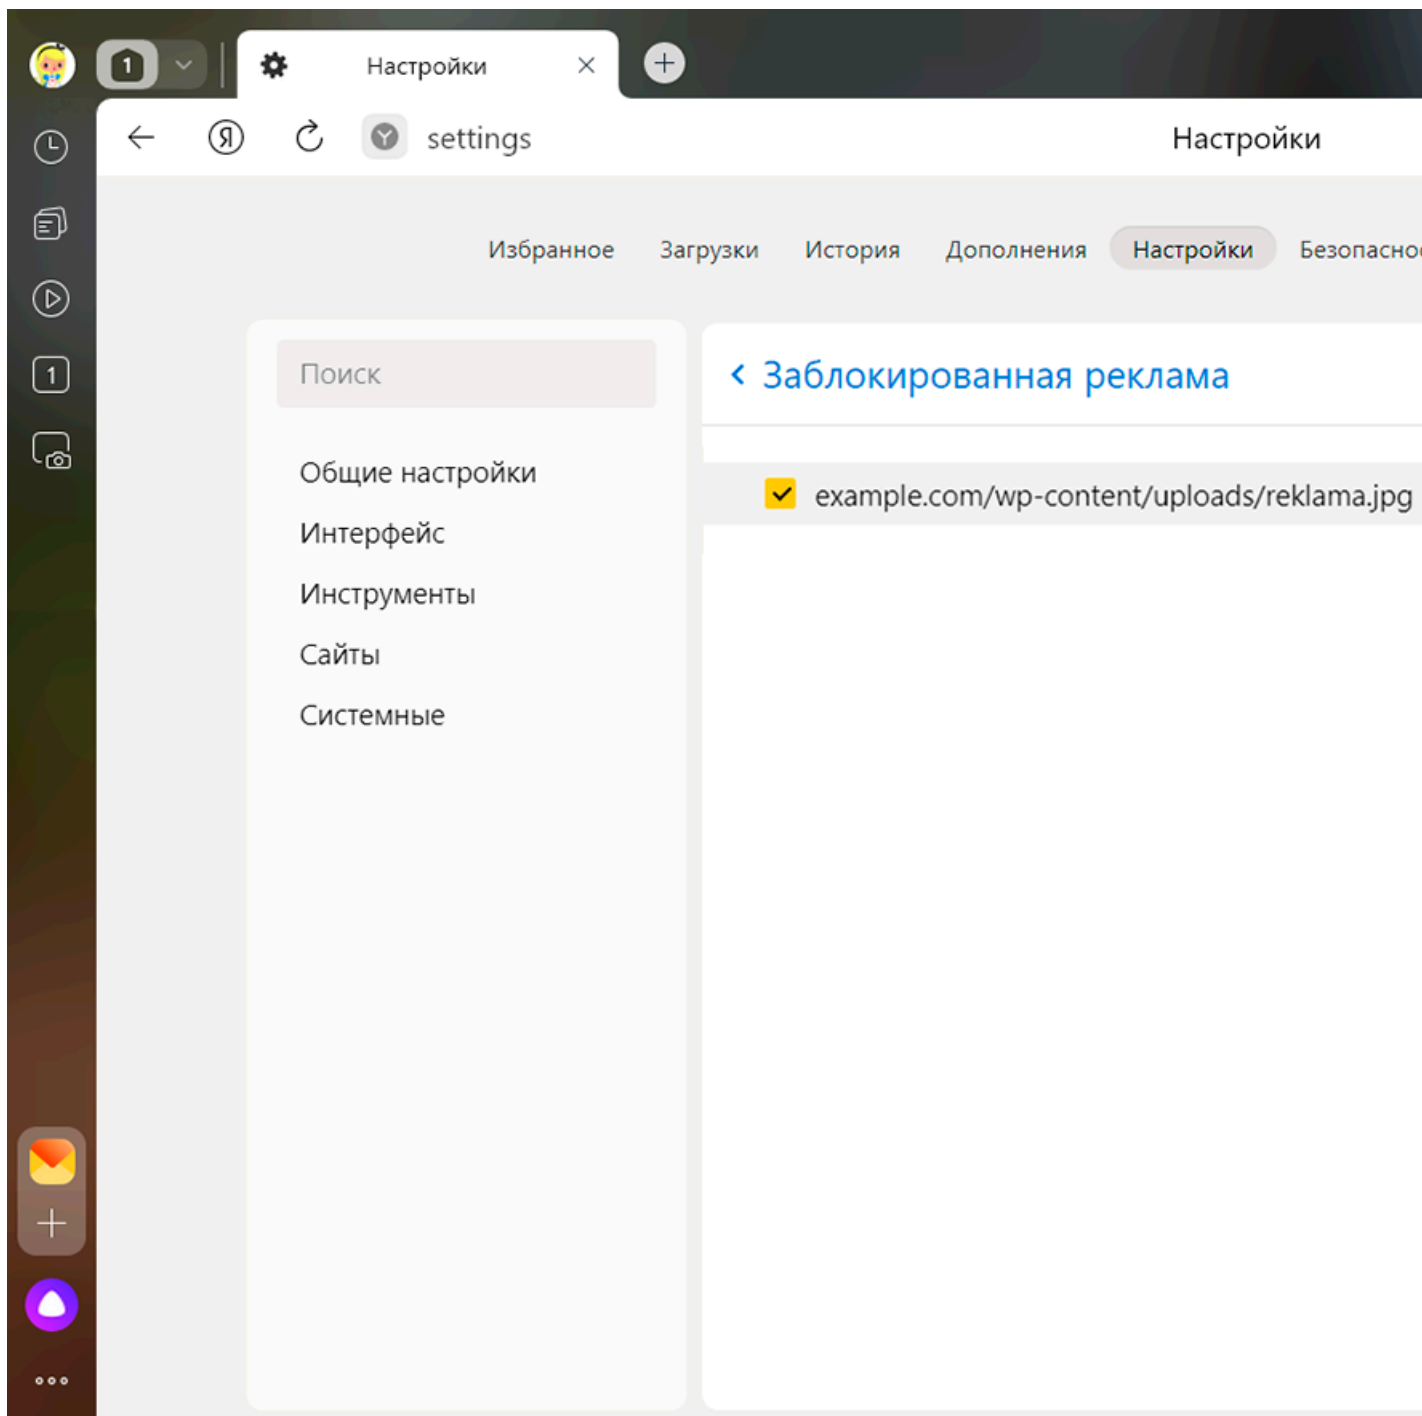 1
Настройки
Я
Y
settings
Настройки
Избранное Загрузки История Дополнения Настройки Безопаснос
Поиск
Заблокированная реклама
1
Общие настройки
example.com/wp-content/uploads/reklama.jpg
Интерфейс
Инструменты
Сайты
Системные